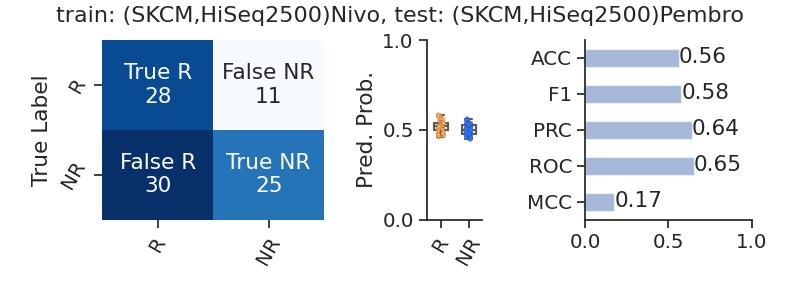 train: (SKCM,HiSeq2500)Nivo, test: (SKCM,HiSeq2500)Pembro
True Label
R
NR
True R
28
False NR
11
False R
30
True NR
25
R
NR
Pred. Prob.
1.0
0.5
0.0
R
NR
ACC
0.56
F1
0.58
PRC
0.64
ROC
0.65
MCC
0.17
0.0
0.5
1.0